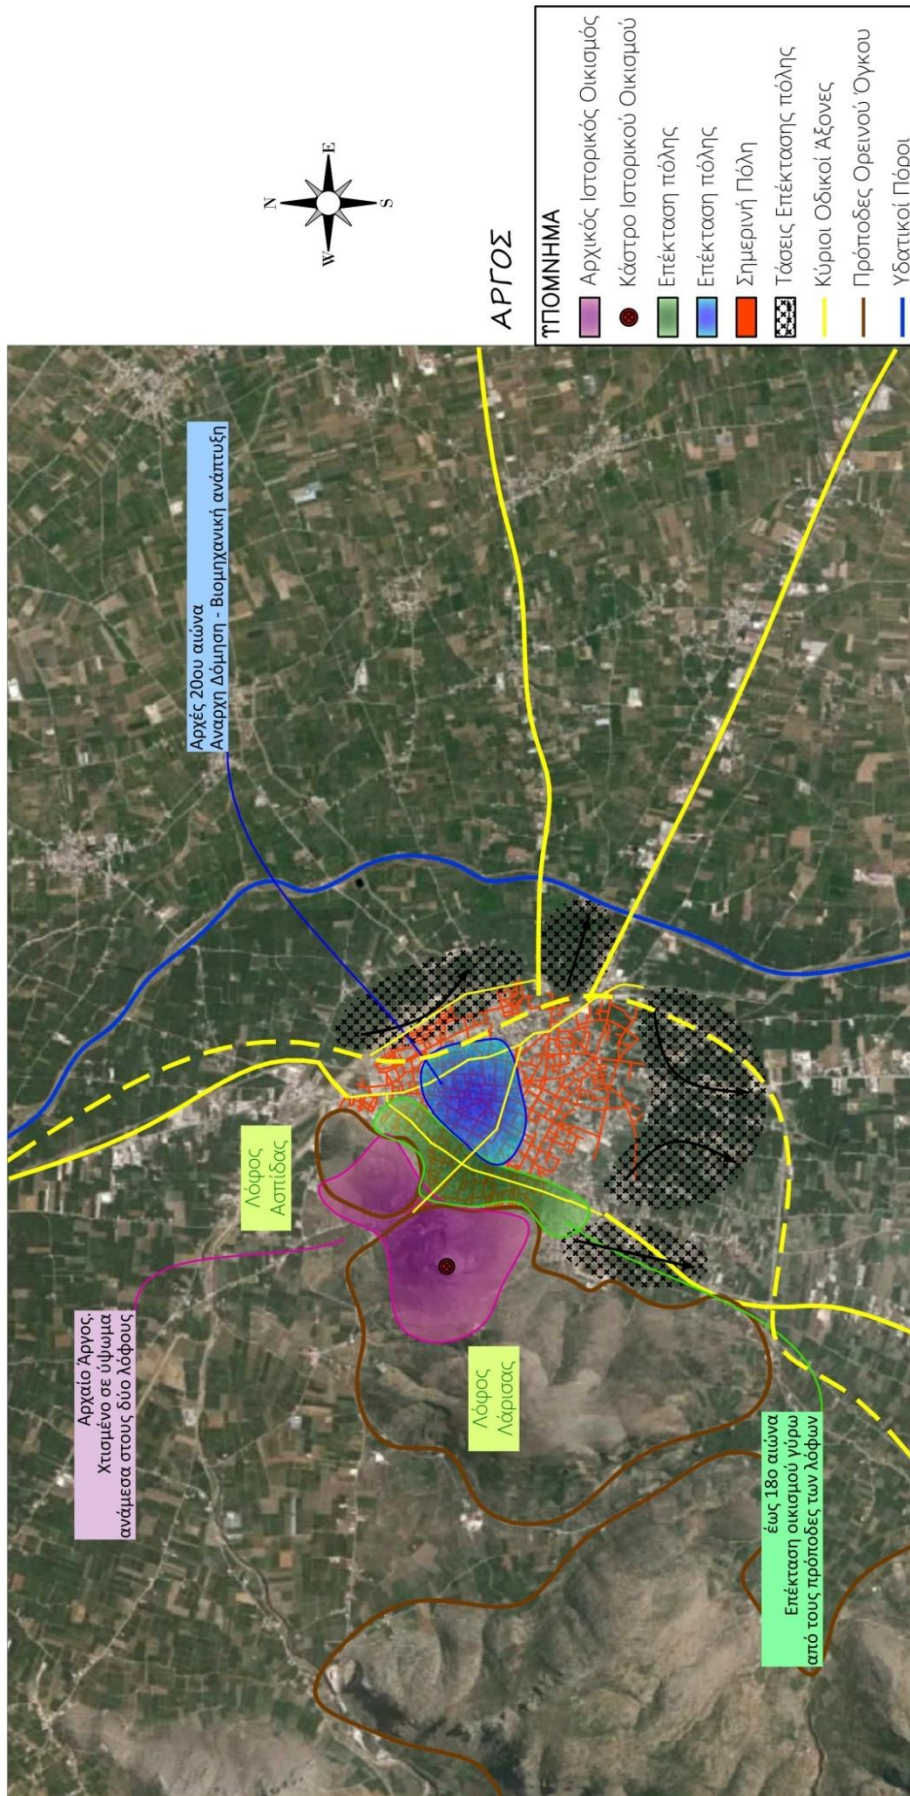 N
W
E
S
ΑΡΓΟΣ
ΥΠΟΜΝΗΜΑ
Αρχικός Ιστορικός Οικισμός
Κάστρο Ιστορικού Οικισμού
Επέκταση πόλης
Επέκταση πόλης
Σημερινή Πόλη
Τάσεις Επέκτασης πόλης
Κύριοι Οδικοί Άξονες
Πρόποδες Ορεινού Όγκου
Υδατικοί Πόροι
Αρχές 20ου αιώνα
Αναρχη Δόμηση - Βιομηχανική ανάπτυξη
Λόφος
Ασπίδας
Αρχαίο Άργος.
Χτισμένο σε ύψωμα
ανάμεσα στους δύο λόφους
Λόφος
Λάρισας
έως 18ο αιώνα
Επέκταση οικισμού γύρω
από τους πρόποδες των λόφων